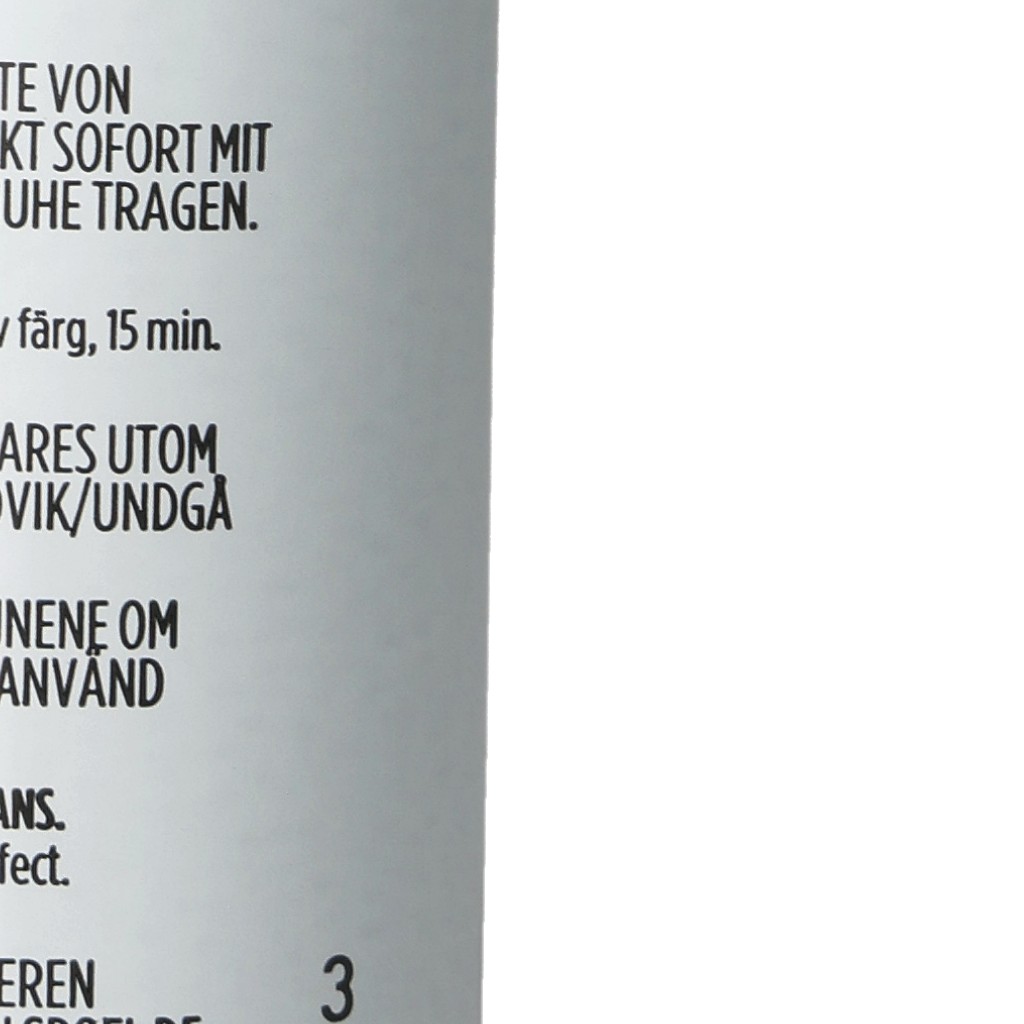 TE VON
KT SOFORT MIT
UHE TRAGEN.
färg, 15 min.
ARES UTOM
VIK/UNDGÅ
NENE OM
ANVÄND
ANS.
fect.
EREN
3